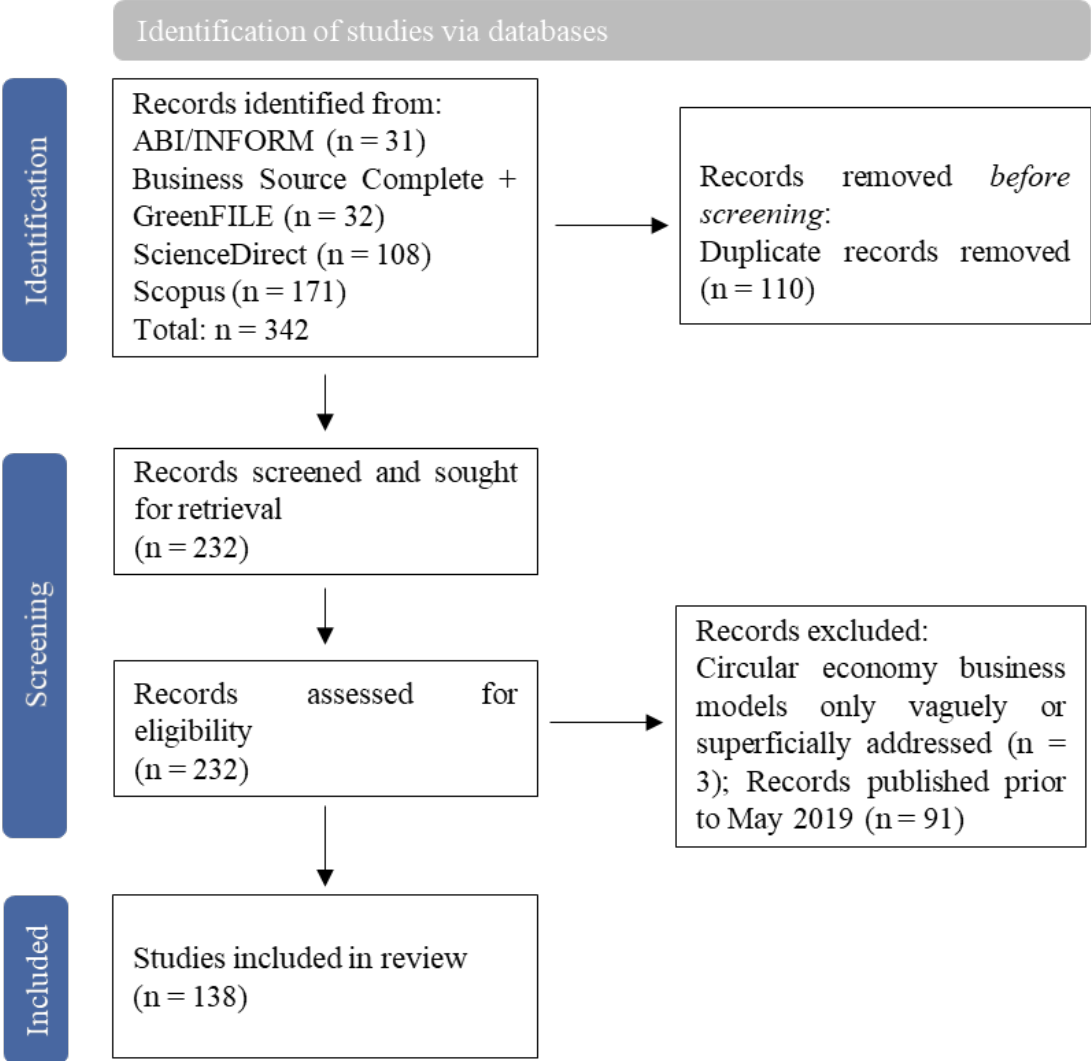 Identification of studies via databases
Identification
Records identified from:
ABI/INFORM (n = 31)
Business Source Complete +
GreenFILE (n = 32)
ScienceDirect (n = 108)
Scopus (n = 171)
Total: n = 342
Records removed before
screening:
Duplicate records removed
(n = 110)
Screening
Records screened and sought
for retrieval
(n = 232)
Records assessed for
eligibility
(n = 232)
Records excluded:
Circular economy business
models only vaguely or
superficially addressed (n =
3); Records published prior
to May 2019 (n = 91)
Included
Studies included in review
(n = 138)